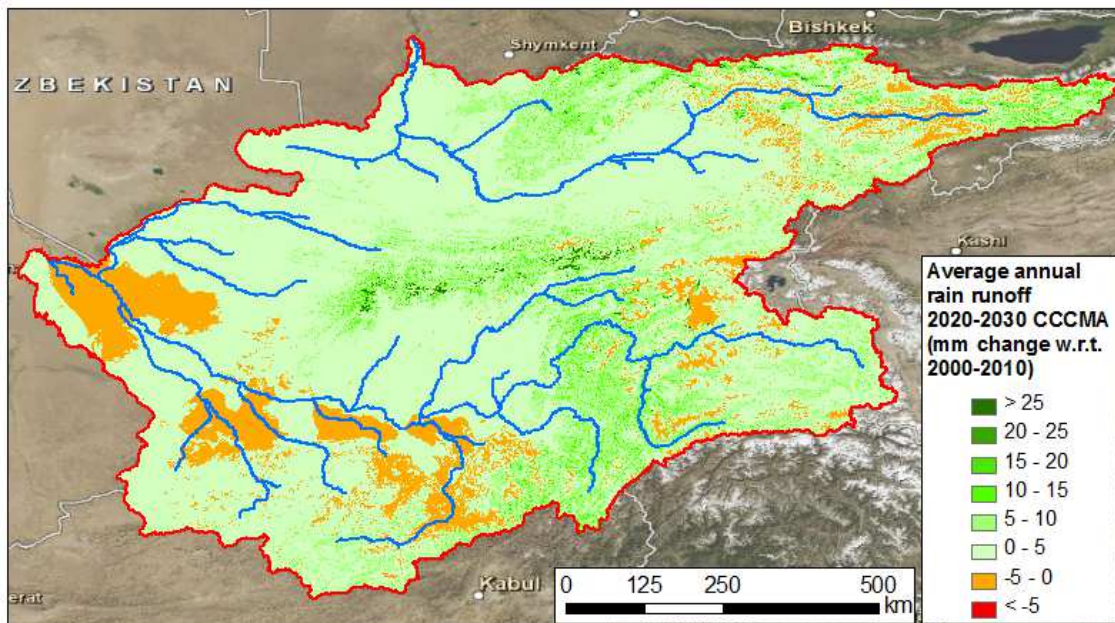 Bishkek
Shymkent
ZBEKISTAN
Kashi
Average annual
rain runoff
2020-2030 CCCMA
(mm change w.r.t.
2000-2010)
> 25
20 - 25
15 - 20
10 - 15
5 - 10
0 - 5
-5 - 0
< -5
Kabul
erat
0 125 250 500
km